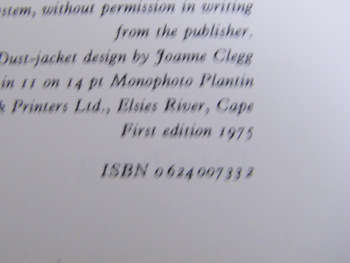 stem, without permission in writing
from the publisher.
Dust-jacket design by Joanne Clegg
in 11 on 14 pt Monophoto Plantin
& Printers Ltd., Elsies River, Cape
First edition 1975
ISBN 0 624 00733 2